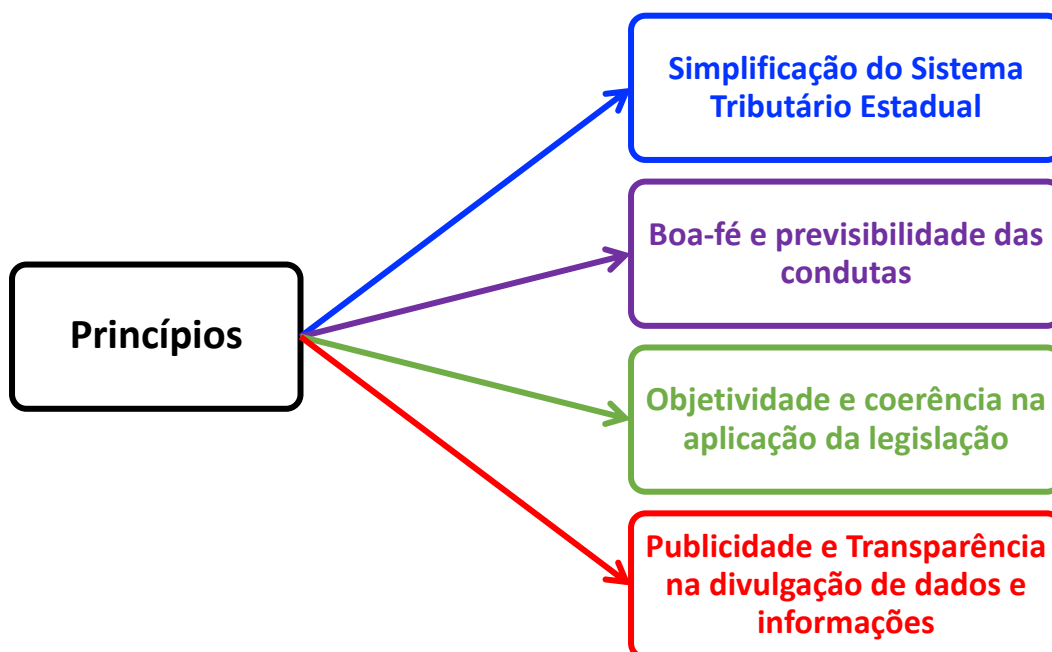 Simplificação do Sistema
Tributário Estadual
Boa-fé e previsibilidade das
condutas
Princípios
Objetividade e coerência na
aplicação da legislação
Publicidade e Transparência
na divulgação de dados e
informações